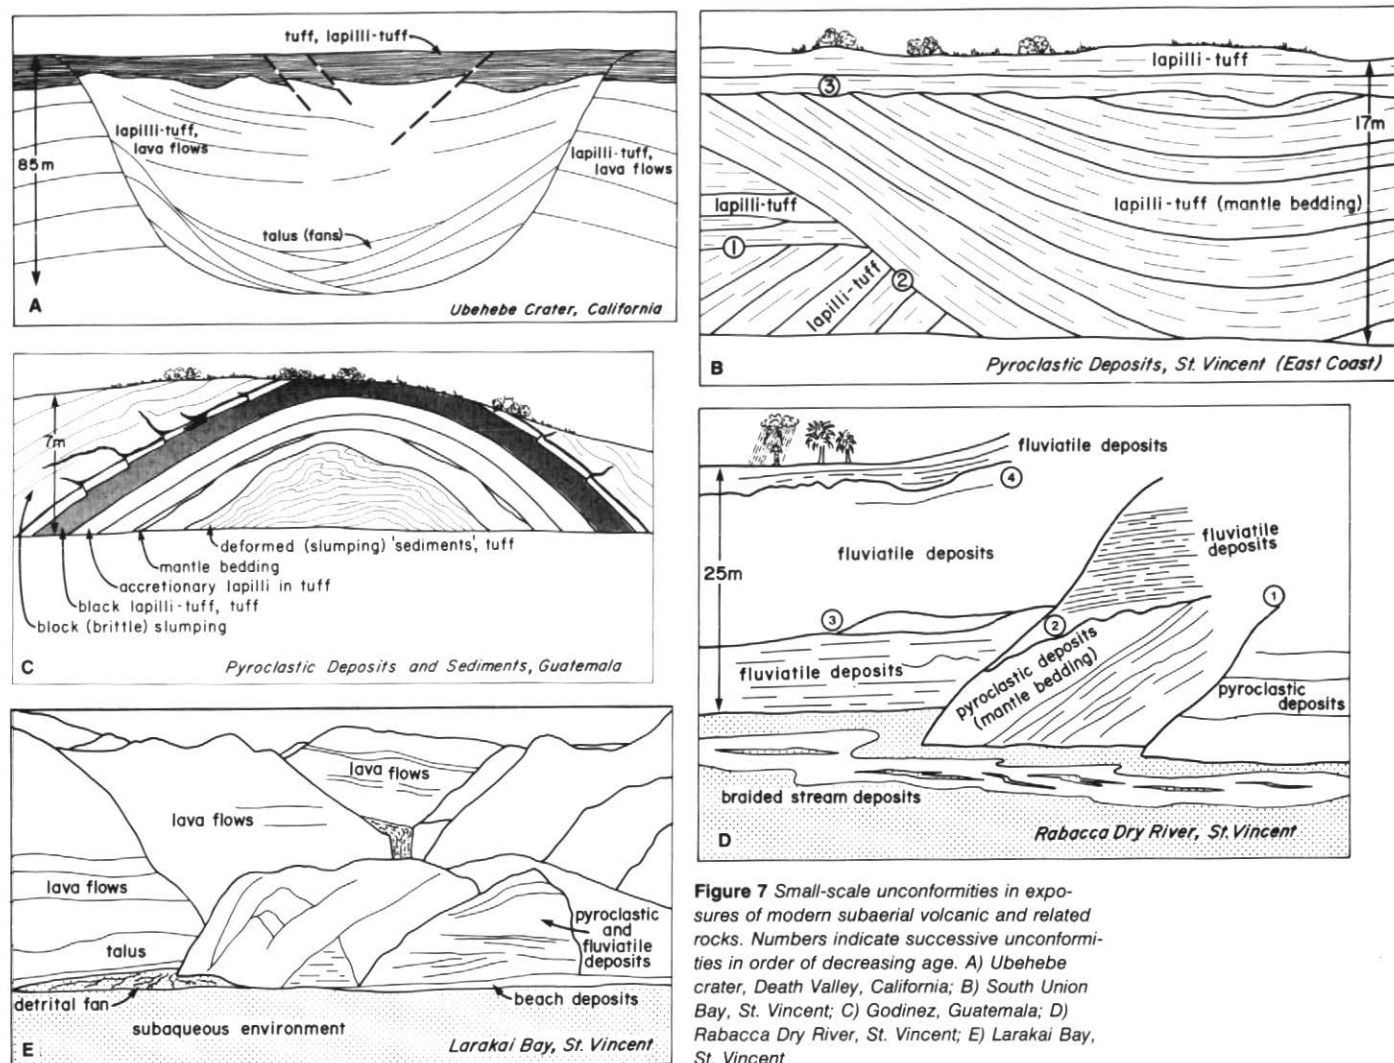 tuff, lapilli-tuff
lapilli-tuff,
lava flows
85m
lapilli-tuff,
lava flows
talus (fans)
A
Ubehebe Crater, California
lapilli-tuff
3
17m
lapilli-tuff
lapilli-tuff (mantle bedding)
1
2
lapilli-tuff
B
Pyroclastic Deposits, St. Vincent (East Coast)
7m
deformed (slumping) 'sediments', tuff
mantle bedding
accretionary lapilli in tuff
black lapilli-tuff, tuff
block (brittle) slumping
C
Pyroclastic Deposits and Sediments, Guatemala
fluviatile deposits
4
fluviatile deposits
fluviatile
deposits
25m
1
3
2
fluviatile deposits
pyroclastic deposits
(mantle bedding)
pyroclastic
deposits
braided stream deposits
D
Rabacca Dry River, St. Vincent
lava flows
lava flows
lava flows
pyroclastic
and
fluviatile
deposits
talus
detrital fan
beach deposits
subaqueous environment
E
Larakai Bay, St. Vincent
Figure 7 Small-scale unconformities in expo-
sures of modern subaerial volcanic and related
rocks. Numbers indicate successive unconformi-
ties in order of decreasing age. A) Ubehebe
crater, Death Valley, California; B) South Union
Bay, St. Vincent; C) Godinez, Guatemala; D)
Rabacca Dry River, St. Vincent; E) Larakai Bay,
St. Vincent